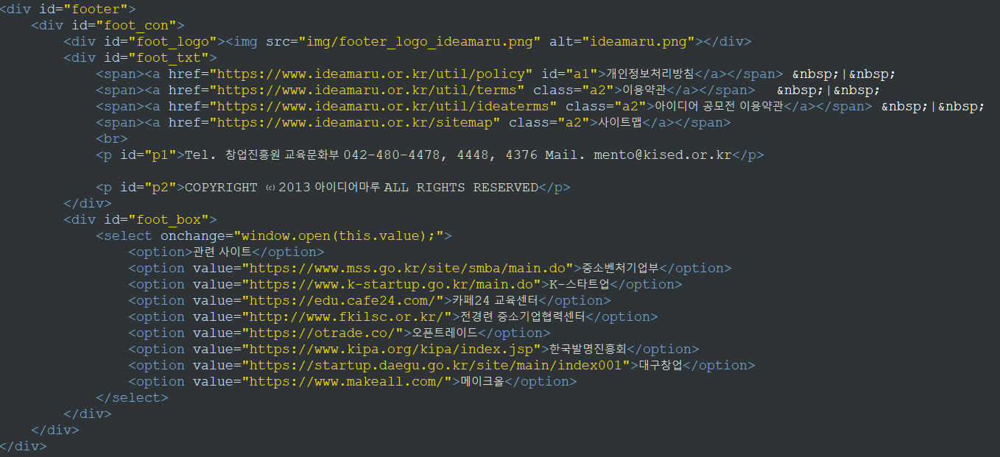 <div id="footer">
<div id="foot_con">
<div id="foot_logo"><img src="img/footer_logo_ideamaru.png" alt="ideamaru.png"></div>
<div id="foot_txt">
<span><a href="https://www.ideamaru.or.kr/util/policy" id="a1">개인정보처리방침</a></span> &nbsp;|&nbsp;
<span><a href="https://www.ideamaru.or.kr/util/terms" class="a2">이용약관</a></span> &nbsp;|&nbsp;
<span><a href="https://www.ideamaru.or.kr/util/ideaterms" class="a2">아이디어 공모전 이용약관</a></span> &nbsp;|&nbsp;
<span><a href="https://www.ideamaru.or.kr/sitemap" class="a2">사이트맵</a></span>
<br>
<p id="p1">Tel. 창업진흥원 교육문화부 042-480-4478, 4448, 4376 Mail. mento@kised.or.kr</p>
<p id="p2">COPYRIGHT ⒞ 2013 아이디어마루 ALL RIGHTS RESERVED</p>
</div>
<div id="foot_box">
<select onchange="window.open(this.value);">
<option>관련 사이트</option>
<option value="https://www.mss.go.kr/site/smba/main.do">중소벤처기업부</option>
<option value="https://www.k-startup.go.kr/main.do">K-스타트업</option>
<option value="https://edu.cafe24.com/">카페24 교육센터</option>
<option value="http://www.fkilsc.or.kr/">전경련 중소기업협력센터</option>
<option value="https://otrade.co/">오픈트레이드</option>
<option value="https://www.kipa.org/kipa/index.jsp">한국발명진흥회</option>
<option value="https://startup.daegu.go.kr/site/main/index001">대구창업</option>
<option value="https://www.makeall.com/">메이크올</option>
</select>
</div>
</div>
</div>